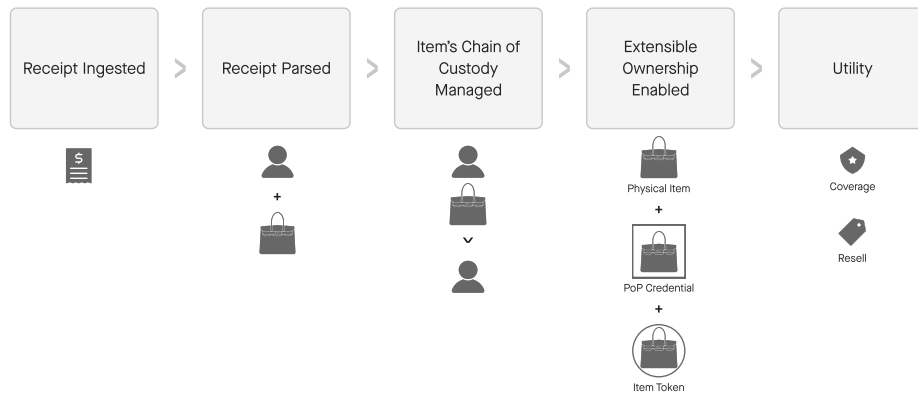 Receipt Ingested
>
Receipt Parsed
>
Item's Chain of
Custody
Managed
>
Extensible
Ownership
Enabled
>
Utility
$
+
Physical Item
+
PoP Credential
+
Item Token
Coverage
Resell